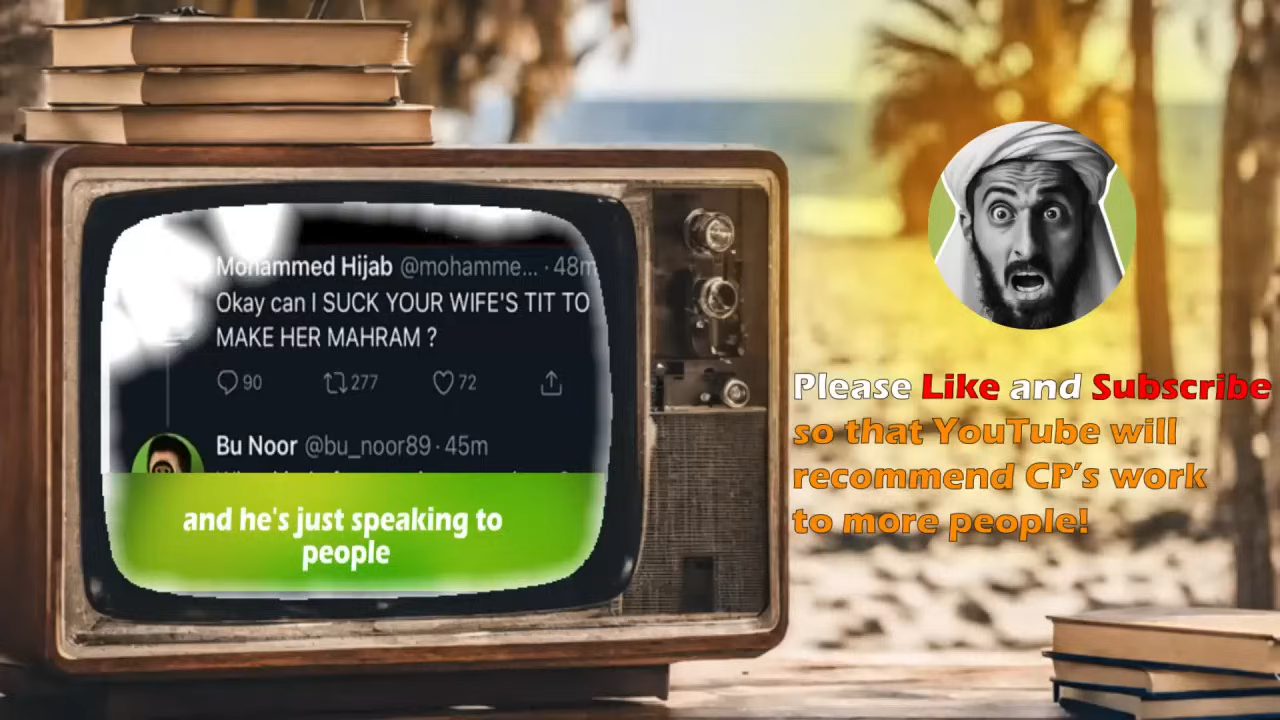 Mohammed Hijab @mohamme... · 48m
Okay can I SUCK YOUR WIFE'S TIT TO
MAKE HER MAHRAM ?
90 277 72
Bu Noor @bu_noor89 · 45m
and he's just speaking to
people
Please Like and Subscribe
so that YouTube will
recommend CP's work
to more people!